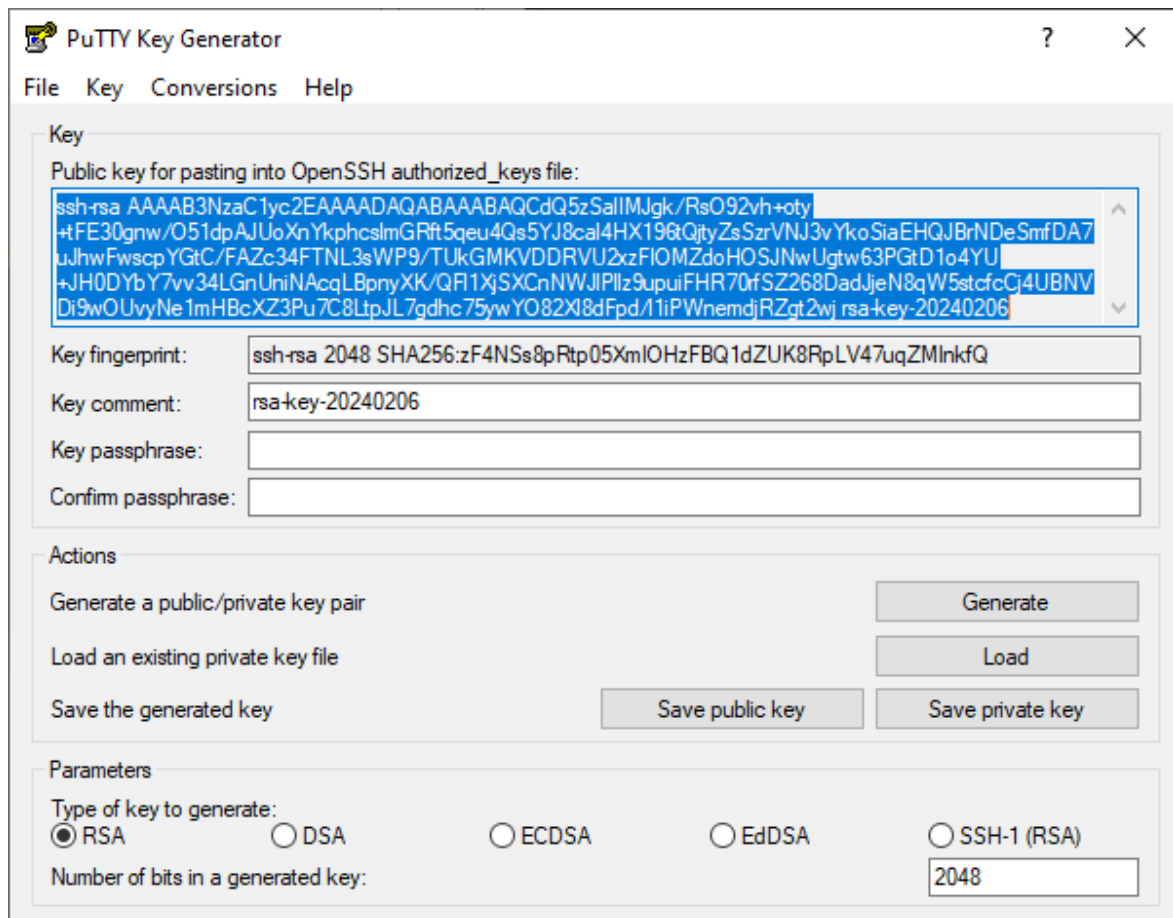 PuTTY Key Generator
?
File Key Conversions Help
Key
Public key for pasting into OpenSSH authorized_keys file:
ssh-rsa AAAAB3NzaC1yc2EAAAADAQABAAABAQCdQ5zSaIlMJgk/RsO92vh+oty
+tFE30gnw/O51dpAJUoXnYkphcsImGRft5qeu4Qs5YJ8caI4HX196tQjtyZsSzrVNJ3vYkoSiaEHQJBrNDeSmfDA7
uJhwFwscpYGtC/FAZc34FTNL3sWP9/TUkGMKVDDRVU2xzFlOMZdoHOSJNwUgtw63PGtD1o4YU
+JH0DYbY7vv34LGnUniNAcqLBpnyXK/QFl1XjSXCnNWJlPIIz9upuiFHR70rfSZ268DadJjeN8qW5stcfcCj4UBNV
Di9wOUvyNe1mHBcXZ3Pu7C8LtpJL7gdhc75ywYO82Xl8dFpd/I1iPWnemdjRZgt2wj rsa-key-20240206
Key fingerprint: ssh-rsa 2048 SHA256:zF4NSs8pRtp05XmlOHzFBQ1dZUK8RpLV47uqZMInkfQ
Key comment: rsa-key-20240206
Key passphrase:
Confirm passphrase:
Actions
Generate a public/private key pair Generate
Load an existing private key file Load
Save the generated key Save public key Save private key
Parameters
Type of key to generate:
RSA DSA ECDSA EdDSA SSH-1 (RSA)
Number of bits in a generated key: 2048